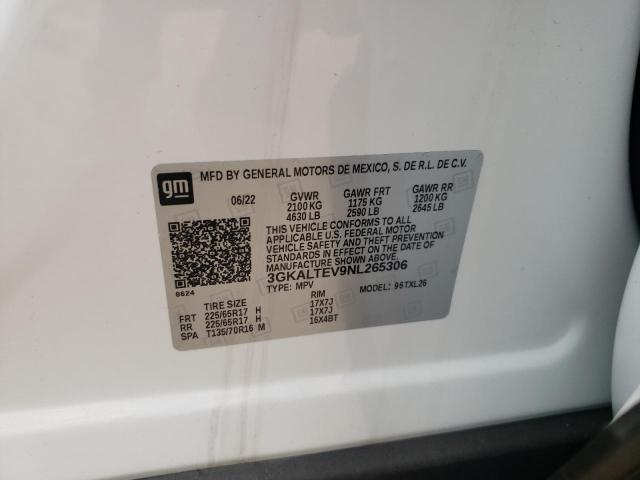 gm
MFD BY GENERAL MOTORS DE MEXICO, S. DE R.L. DE C.V.
06/22 GVWR GAWR FRT GAWR RR
2100 KG 1175 KG 1200 KG
4630 LB 2590 LB 2645 LB
THIS VEHICLE CONFORMS TO ALL
APPLICABLE U.S. FEDERAL MOTOR
VEHICLE SAFETY AND THEFT PREVENTION
STANDARDS IN EFFECT ON THE DATE OF
MANUFACTURE SHOWN ABOVE.
3GKALTEV9NL265306
8624
TYPE: MPV MODEL: 96TXL26
TIRE SIZE RIM
FRT 225/65R17 H 17X7J
RR 225/65R17 H 17X7J
SPA T135/70R16 M 16X4BT